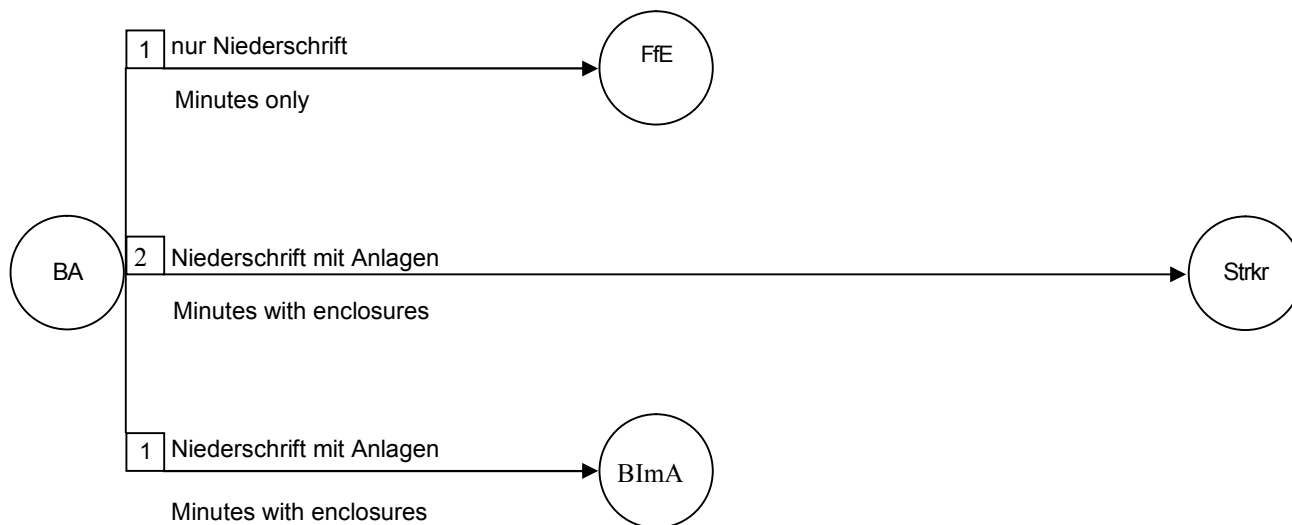 1 nur Niederschrift
FfE
Minutes only
BA
2 Niederschrift mit Anlagen
Strkr
Minutes with enclosures
1 Niederschrift mit Anlagen
BImA
Minutes with enclosures